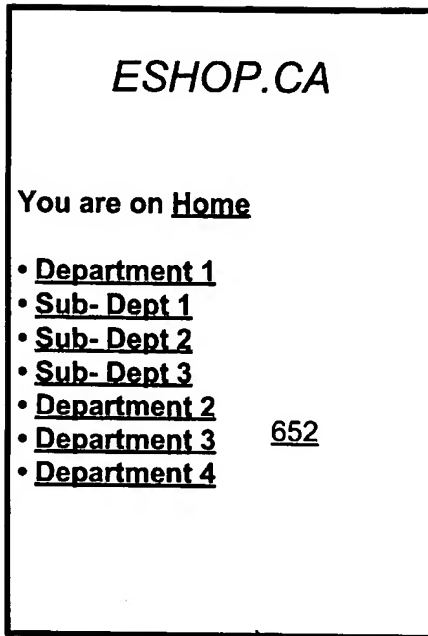 ESHOP.CA
You are on Home
• Department 1
• Sub- Dept 1
• Sub- Dept 2
• Sub- Dept 3
• Department 2
• Department 3 652
• Department 4